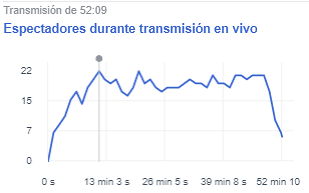 Transmisión de 52:09
Espectadores durante transmisión en vivo
22
15
7
0
0 s
13 min 3 s
26 min 5 s
39 min 8 s
52 min 10